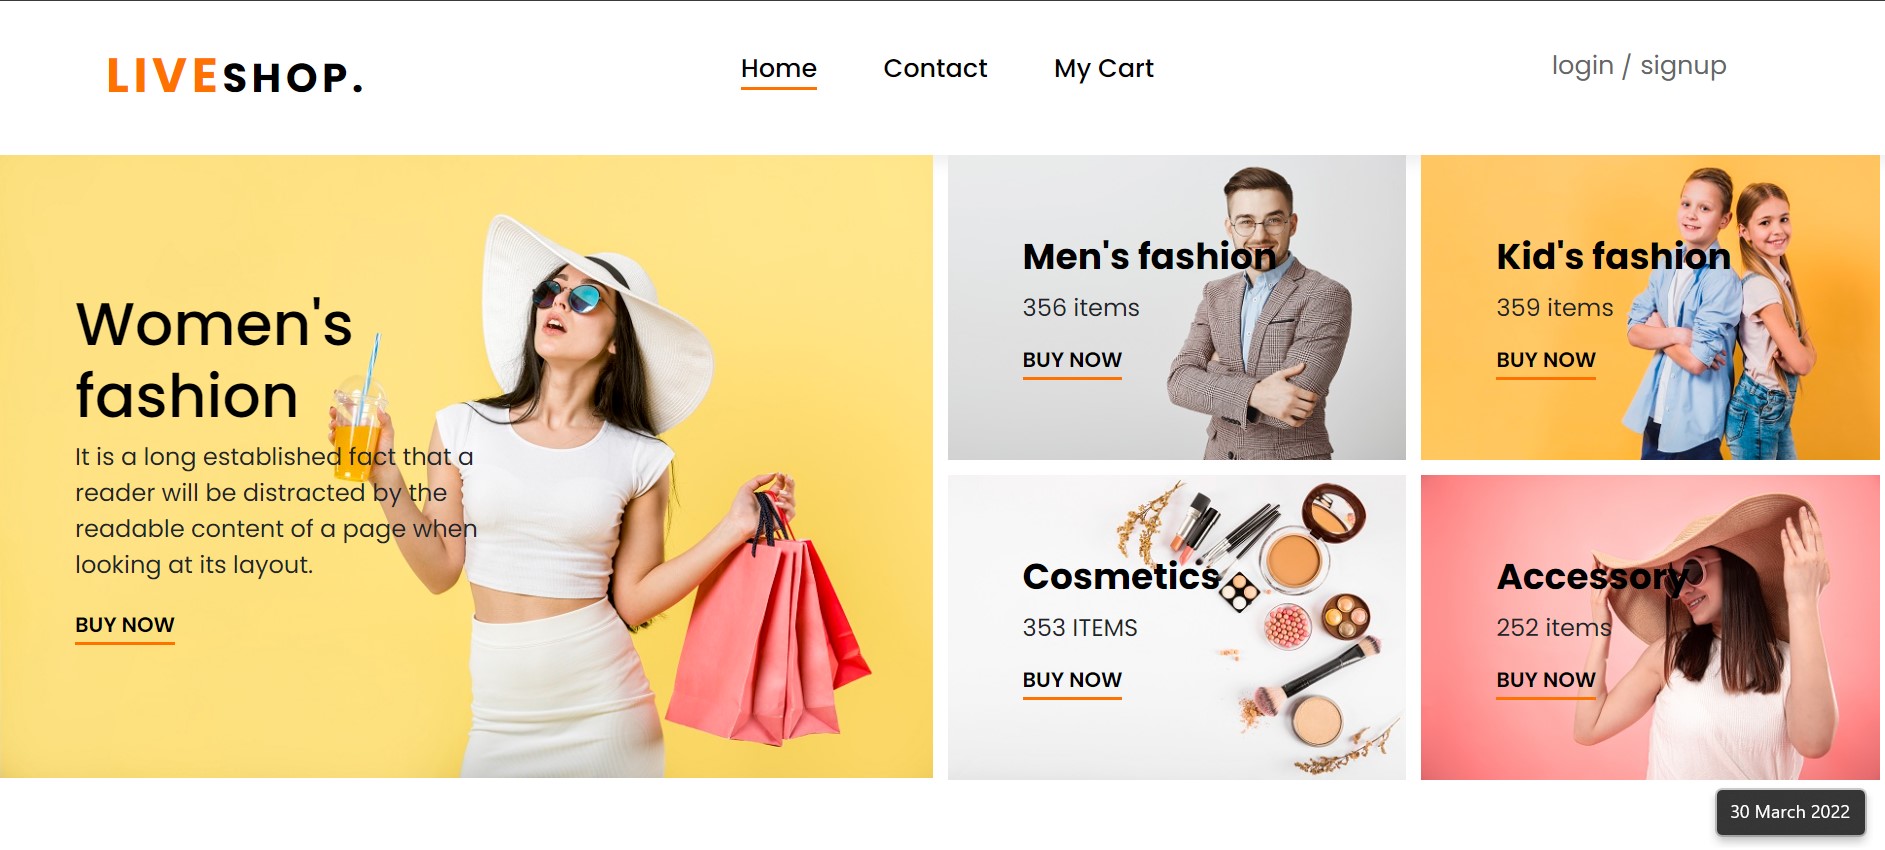 LIVESHOP.
Home
Contact
My Cart
login / signup
Women's
fashion
It is a long established fact that a
reader will be distracted by the
readable content of a page when
looking at its layout.
BUY NOW
Men's fashion
356 items
BUY NOW
Kid's fashion
359 items
BUY NOW
Cosmetics
353 ITEMS
BUY NOW
Accessory
252 items
BUY NOW
30 March 2022